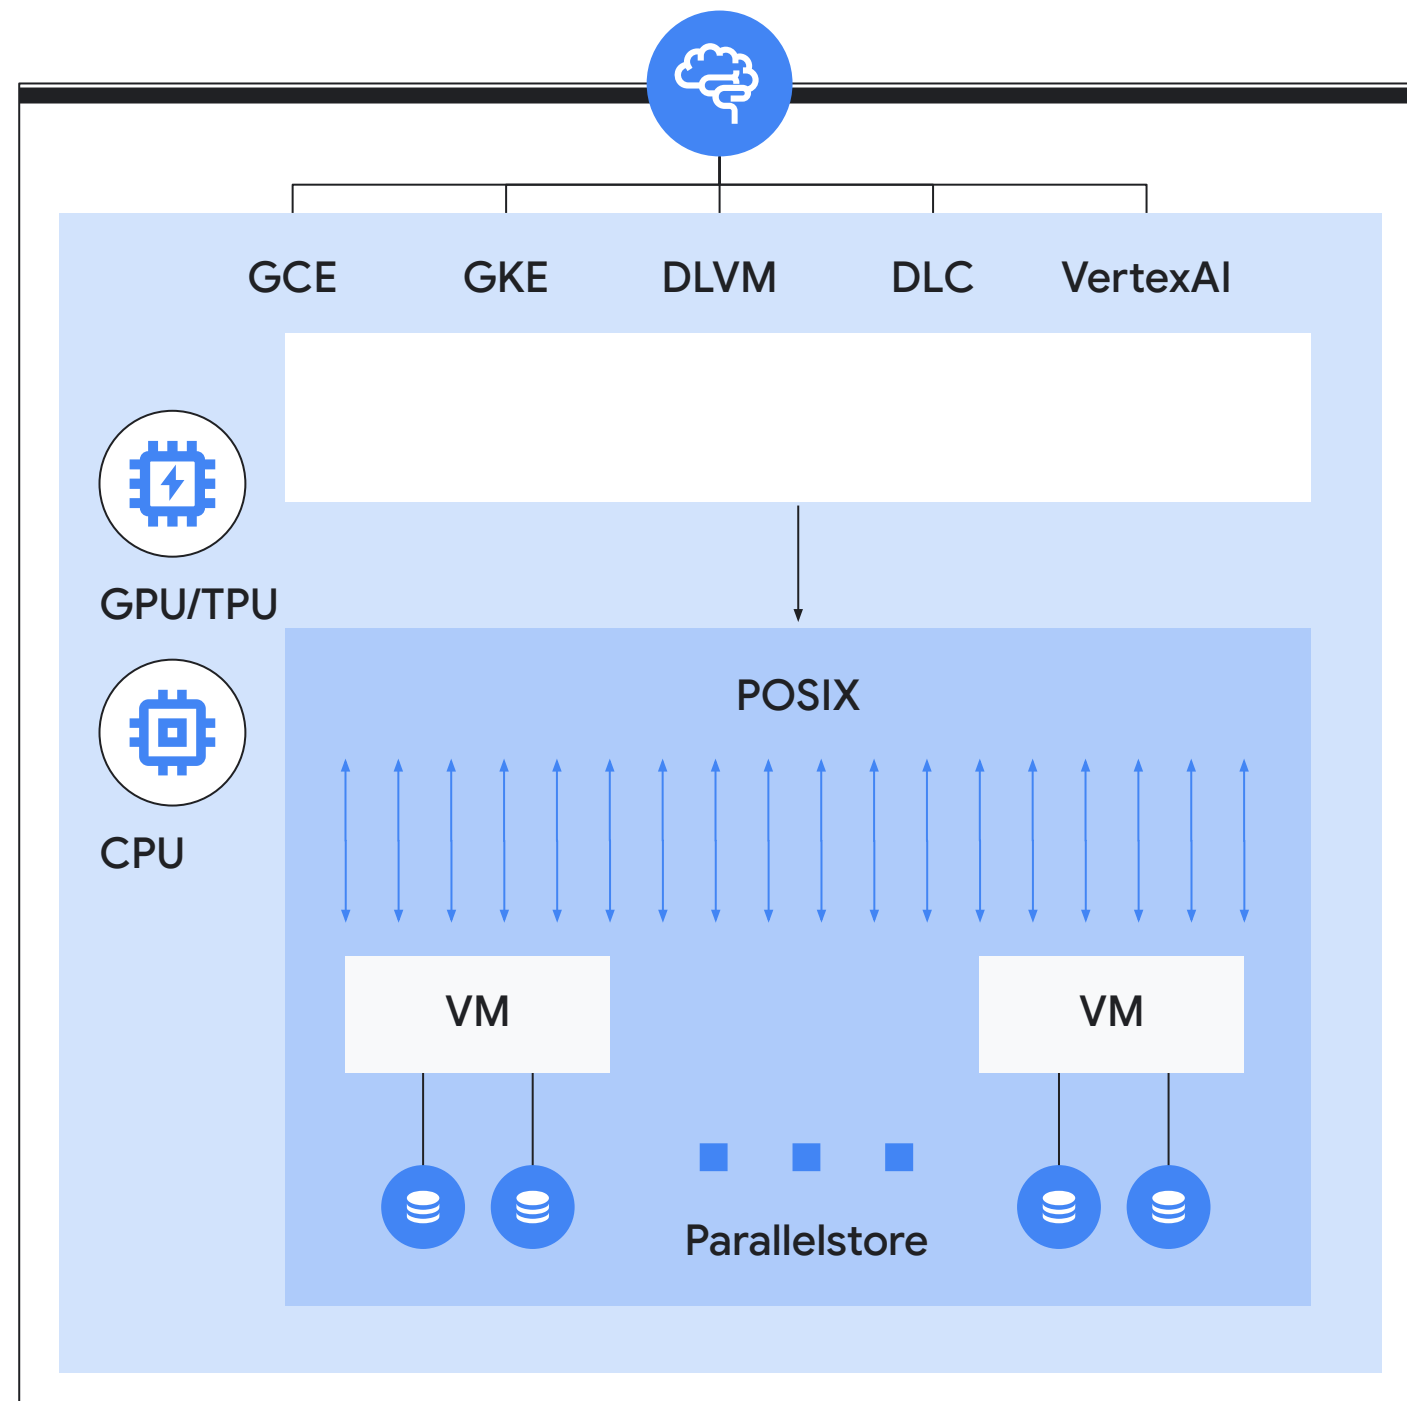 GCE
GKE
DLVM
DLC
VertexAI
GPU/TPU
CPU
POSIX
VM
VM
Parallelstore